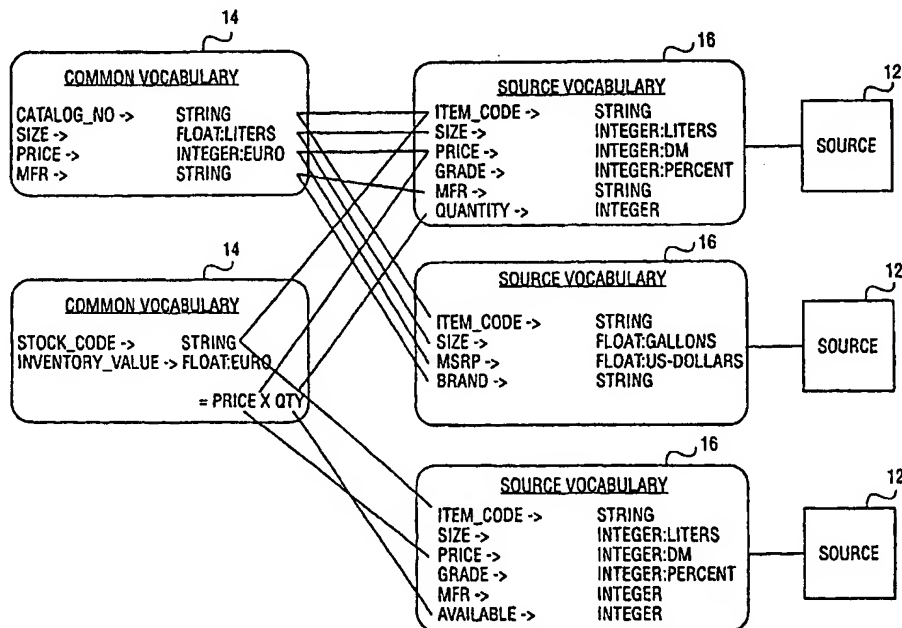 14
COMMON VOCABULARY
CATALOG_NO -> STRING
SIZE -> FLOAT:LITERS
PRICE -> INTEGER:EURO
MFR -> STRING
16
SOURCE VOCABULARY
ITEM_CODE -> STRING
SIZE -> INTEGER:LITERS
PRICE -> INTEGER:DM
GRADE -> INTEGER:PERCENT
MFR -> STRING
QUANTITY -> INTEGER
12
SOURCE
14
COMMON VOCABULARY
STOCK_CODE -> STRING
INVENTORY_VALUE -> FLOAT:EURO
= PRICE X QTY
16
SOURCE VOCABULARY
ITEM_CODE -> STRING
SIZE -> FLOAT:GALLONS
MSRP -> FLOAT:US-DOLLARS
BRAND -> STRING
12
SOURCE
16
SOURCE VOCABULARY
ITEM_CODE -> STRING
SIZE -> INTEGER:LITERS
PRICE -> INTEGER:DM
GRADE -> INTEGER:PERCENT
MFR -> INTEGER
AVAILABLE -> INTEGER
12
SOURCE